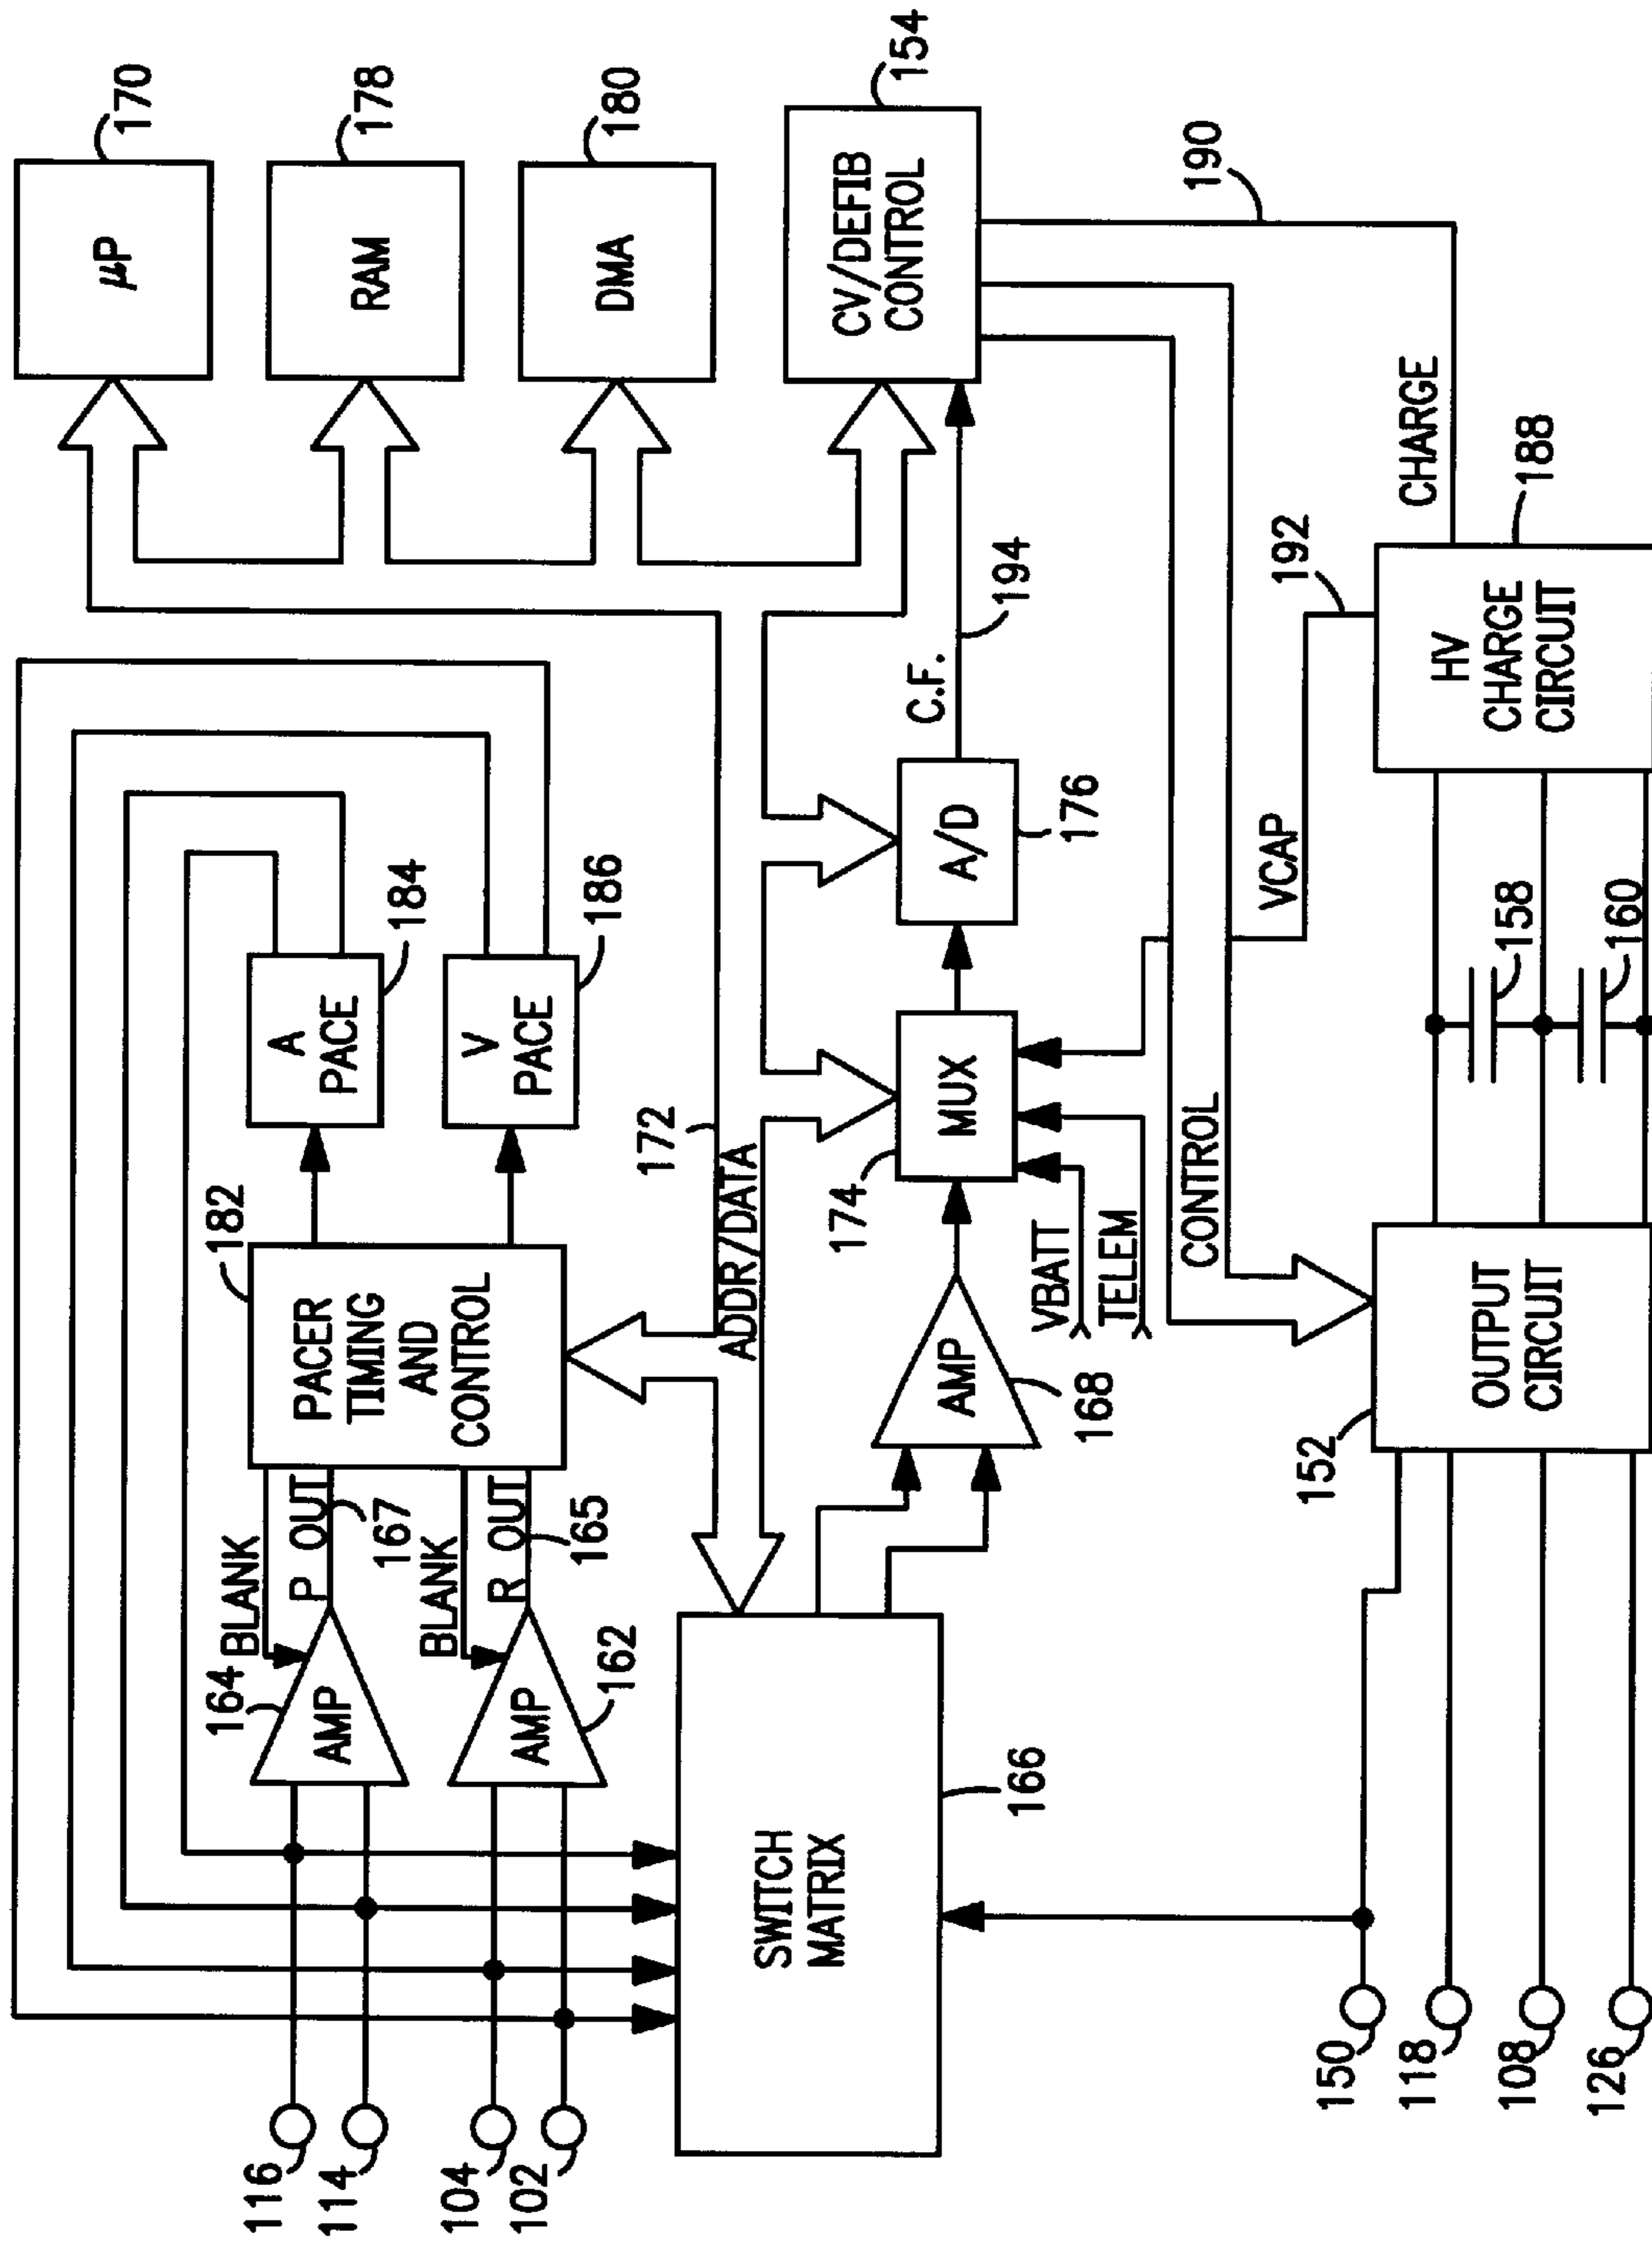 116
114
104
102
164
AMP
BLANK
P OUT
167
162
AMP
BLANK
R OUT
165
182
PACER
TIMING
AND
CONTROL
A
PACE
184
V
PACE
186
μP
170
RAM
178
DMA
180
172
ADDR/DATA
SWITCH
MATRIX
166
AMP
168
174
MUX
VBATT
TELEM
A/D
176
C.F.
194
CV/DEFIB
CONTROL
154
190
CONTROL
VCAP
192
CHARGE
150
118
108
126
152
OUTPUT
CIRCUIT
158
160
HV
CHARGE
CIRCUIT
188